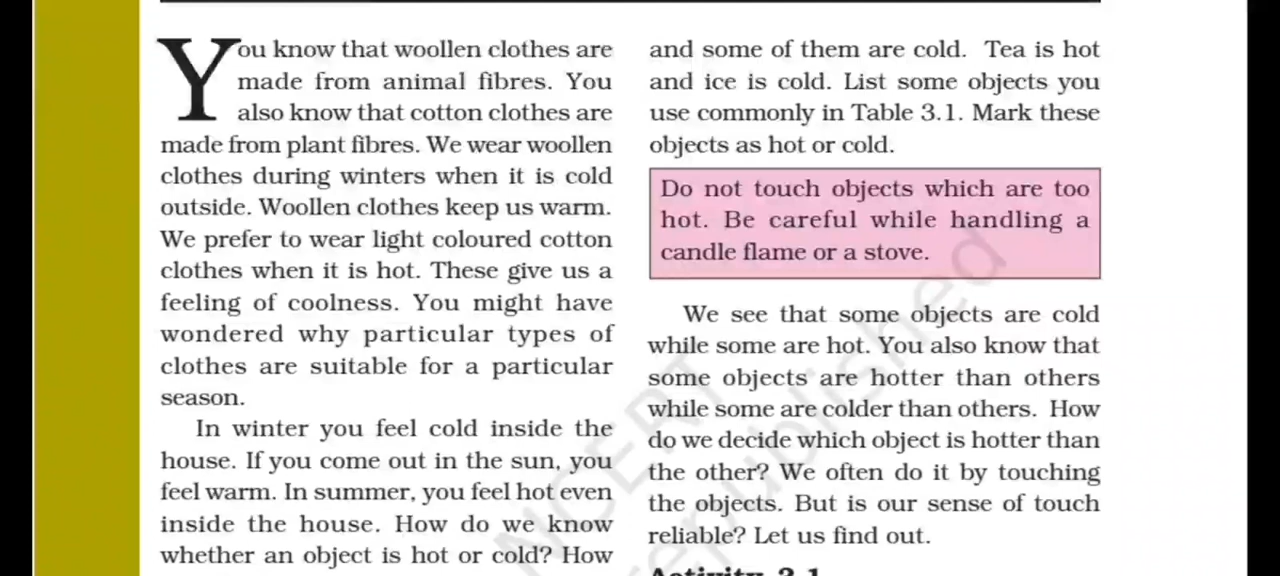 You know that woollen clothes are
made from animal fibres. You
also know that cotton clothes are
made from plant fibres. We wear woollen
clothes during winters when it is cold
outside. Woollen clothes keep us warm.
We prefer to wear light coloured cotton
clothes when it is hot. These give us a
feeling of coolness. You might have
wondered why particular types of
clothes are suitable for a particular
season.
In winter you feel cold inside the
house. If you come out in the sun, you
feel warm. In summer, you feel hot even
inside the house. How do we know
whether an object is hot or cold? How
and some of them are cold. Tea is hot
and ice is cold. List some objects you
use commonly in Table 3.1. Mark these
objects as hot or cold.
Do not touch objects which are too
hot. Be careful while handling a
candle flame or a stove.
We see that some objects are cold
while some are hot. You also know that
some objects are hotter than others
while some are colder than others. How
do we decide which object is hotter than
the other? We often do it by touching
the objects. But is our sense of touch
reliable? Let us find out.
Activity 3.1
NCERT
republished